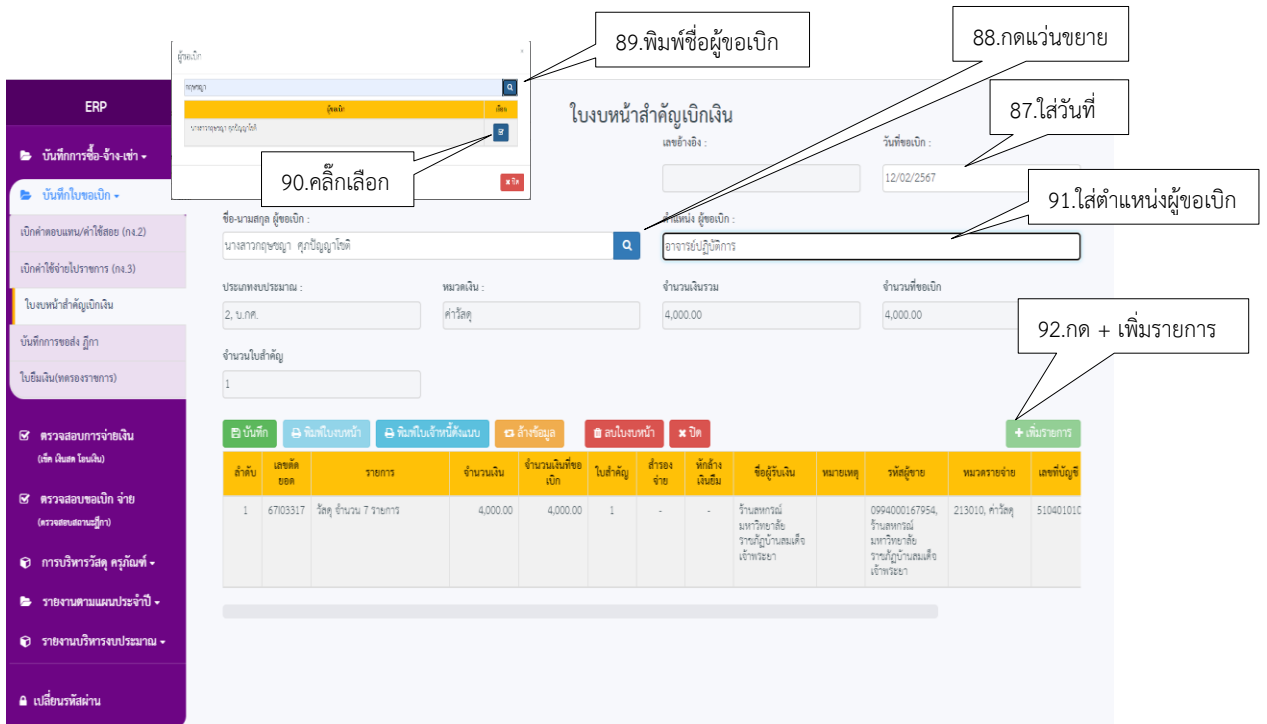 89.พิมพ์ชื่อผู้ขอเบิก
88.กดแว่นขยาย
87.ใส่วันที่
90.คลิ๊กเลือก
91.ใส่ตำแหน่งผู้ขอเบิก
92.กด + เพิ่มรายการ
ผู้ขอเบิก
×
กฤษชญา
ผู้ขอเบิก เลือก
นางสาวกฤษชญา ศุภปัญญาโชติ
× ปิด
ERP
บันทึกการซื้อ-จ้าง-เช่า
บันทึกใบขอเบิก
เบิกค่าตอบแทน/ค่าใช้สอย (กง.2)
เบิกค่าใช้จ่ายไปราชการ (กง.3)
ใบงบหน้าสำคัญเบิกเงิน
บันทึกการขอส่ง ฎีกา
ใบยืมเงิน(ทดรองราชการ)
ตรวจสอบการจ่ายเงิน
(เช็ค เงินสด โอนเงิน)
ตรวจสอบขอเบิก จ่าย
(ตรวจสอบสถานะฎีกา)
การบริหารวัสดุ ครุภัณฑ์
รายงานตามแผนประจำปี
รายงานบริหารงบประมาณ
เปลี่ยนรหัสผ่าน
ใบงบหน้าสำคัญเบิกเงิน
เลขอ้างอิง : วันที่ขอเบิก :
12/02/2567
ชื่อ-นามสกุล ผู้ขอเบิก : ตำแหน่ง ผู้ขอเบิก :
นางสาวกฤษชญา ศุภปัญญาโชติ อาจารย์ปฏิบัติการ
ประเภทงบประมาณ : หมวดเงิน : จำนวนเงินรวม จำนวนที่ขอเบิก
2, บ.กศ. ค่าวัสดุ 4,000.00 4,000.00
จำนวนใบสำคัญ
1
บันทึก พิมพ์ใบงบหน้า พิมพ์ใบเจ้าหนี้ดังแนบ ล้างข้อมูล ลบใบงบหน้า × ปิด + เพิ่มรายการ
ลำดับ เลขตัดยอด รายการ จำนวนเงิน จำนวนเงินที่ขอเบิก ใบสำคัญ สำรองจ่าย หักล้างเงินยืม ชื่อผู้รับเงิน หมายเหตุ รหัสผู้ขาย หมวดรายจ่าย เลขที่บัญชี
1 67I03317 วัสดุ จำนวน 7 รายการ 4,000.00 4,000.00 1 - - ร้านสหกรณ์ 0994000167954, 213010, ค่าวัสดุ 510401010
มหาวิทยาลัย ร้านสหกรณ์
ราชภัฏบ้านสมเด็จ มหาวิทยาลัย
เจ้าพระยา ราชภัฏบ้านสมเด็จ
เจ้าพระยา